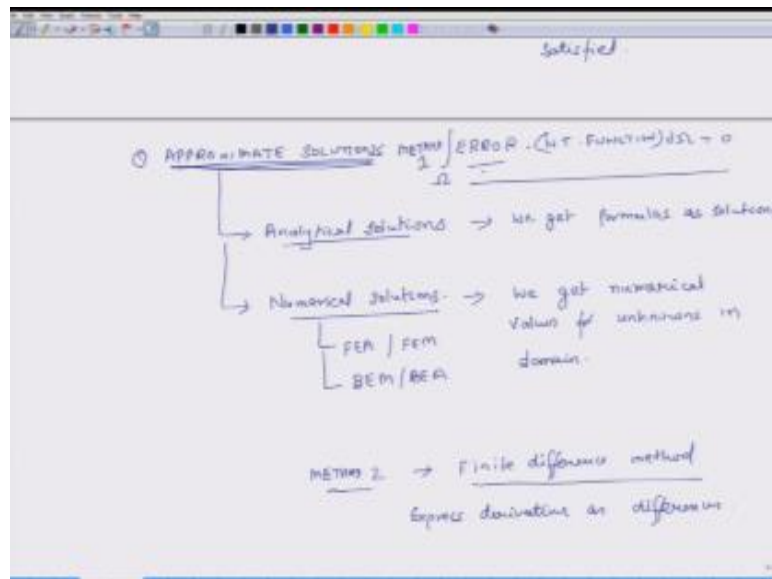 Satisfied.
① APPROXIMATE SOLUTIONS METHOD 1 ∫Ω ERROR · (WT. FUNCTION) dΩ = 0
→ Analytical solutions → We get formulas as solution
→ Numerical solutions. → We get numerical
FEA / FEM values for unknowns in
BEM/BEA domain.
METHOD 2 → Finite difference method
Express derivatives as differences